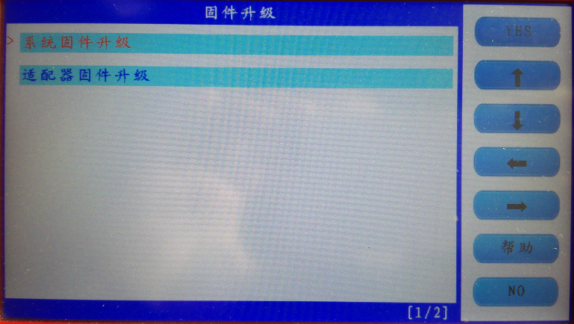 固件升级
> 系统固件升级
适配器固件升级
[1/2]
YES
↑
↓
←
→
帮助
NO